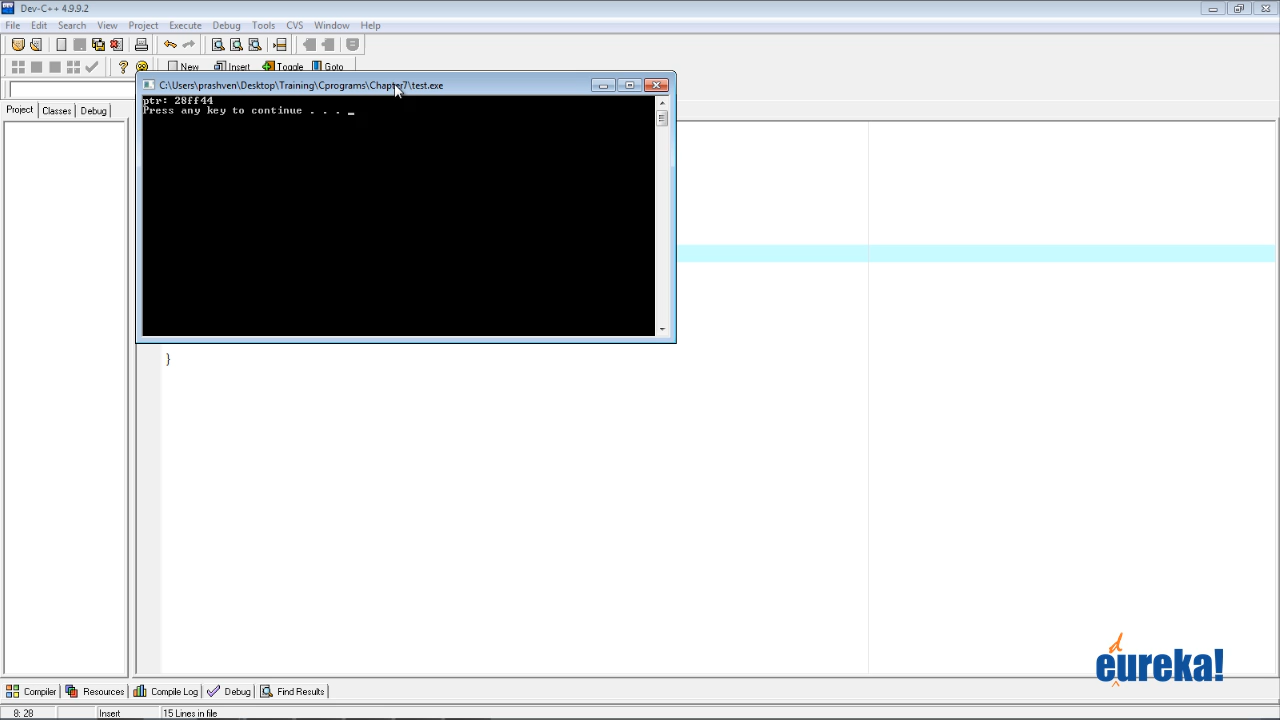 Dev-C++ 4.9.9.2
File Edit Search View Project Execute Debug Tools CVS Window Help
New Insert Toggle Goto
C:\Users\prashven\Desktop\Training\Cprograms\Chapter7\test.exe
Project Classes Debug
ptr: 28ff44
Press any key to continue . . . _
}
eureka!
d
Compiler Resources Compile Log Debug Find Results
8: 28 Insert 15 Lines in file